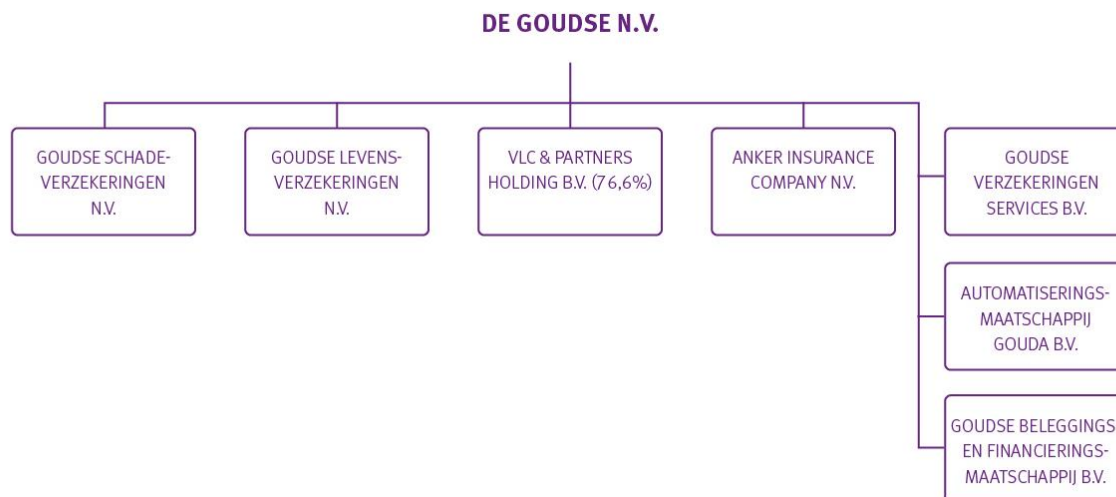 DE GOUDSE N.V.
GOUDSE SCHADE-
VERZEKERINGEN
N.V.
GOUDSE LEVENS-
VERZEKERINGEN
N.V.
VLC & PARTNERS
HOLDING B.V. (76,6%)
ANKER INSURANCE
COMPANY N.V.
GOUDSE
VERZEKERINGEN
SERVICES B.V.
AUTOMATISERINGS-
MAATSCHAPPIJ
GOUDA B.V.
GOUDSE BELEGGINGS
EN FINANCIERINGS-
MAATSCHAPPIJ B.V.